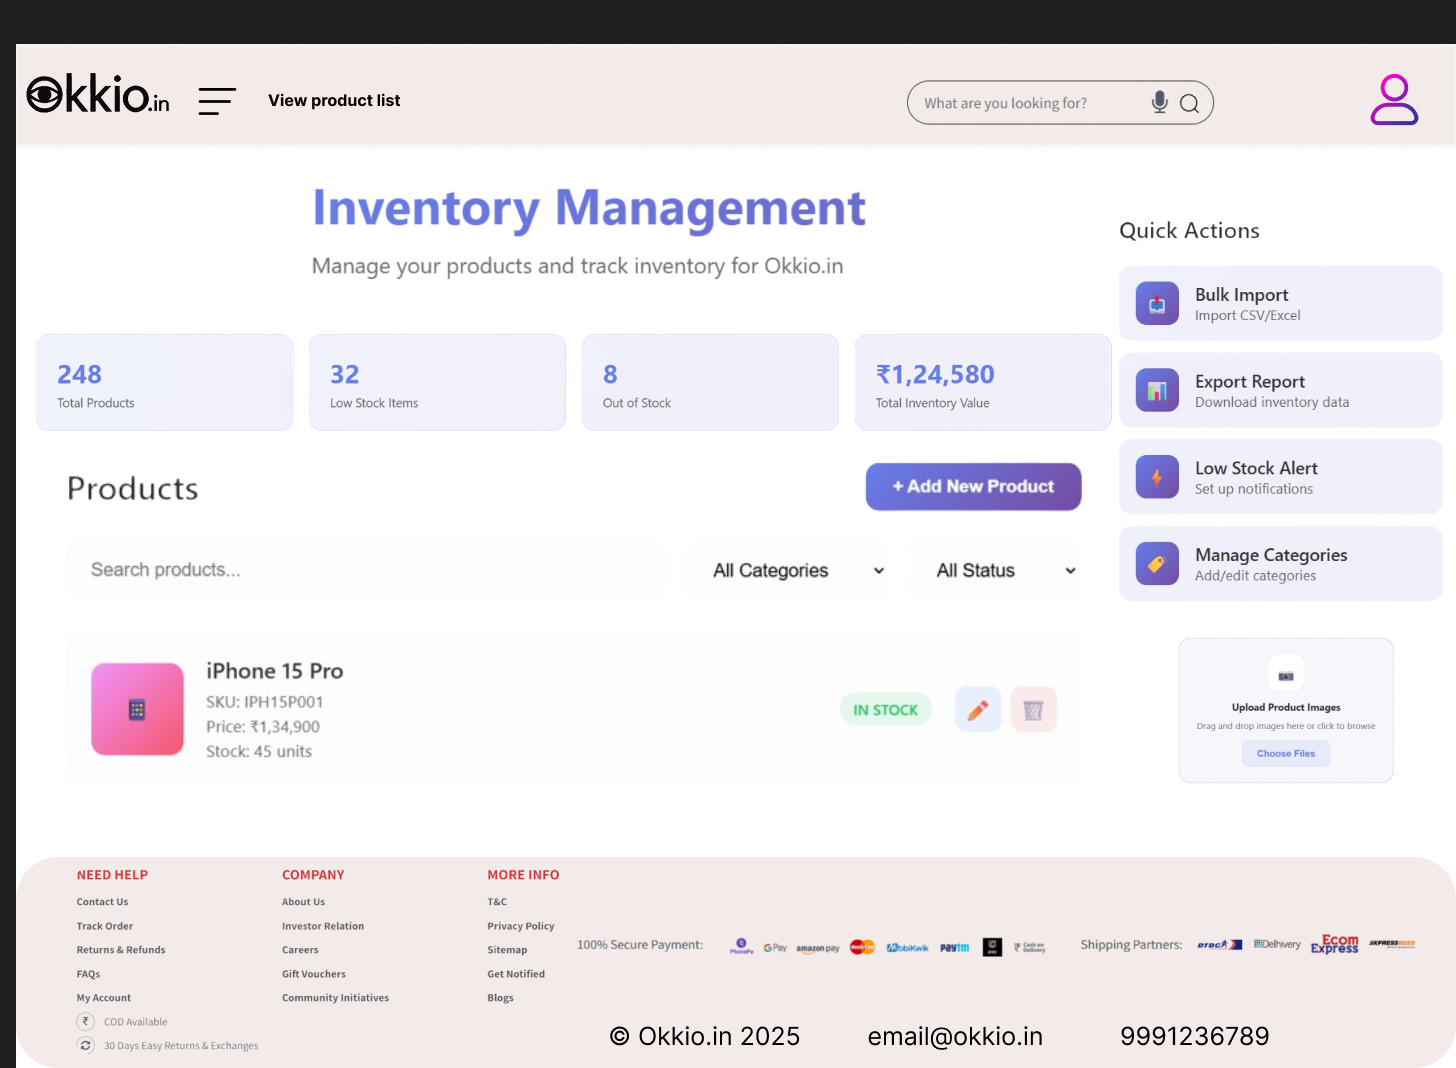 Okkio.in
View product list
What are you looking for?
Inventory Management
Manage your products and track inventory for Okkio.in
248
Total Products
32
Low Stock Items
8
Out of Stock
₹1,24,580
Total Inventory Value
Quick Actions
Bulk Import
Import CSV/Excel
Export Report
Download inventory data
Low Stock Alert
Set up notifications
Manage Categories
Add/edit categories
Products
+ Add New Product
Search products...
All Categories
All Status
iPhone 15 Pro
SKU: IPH15P001
Price: ₹1,34,900
Stock: 45 units
IN STOCK
Upload Product Images
Drag and drop images here or click to browse
Choose Files
NEED HELP
Contact Us
Track Order
Returns & Refunds
FAQs
My Account
₹ COD Available
30 Days Easy Returns & Exchanges
COMPANY
About Us
Investor Relation
Careers
Gift Vouchers
Community Initiatives
MORE INFO
T&C
Privacy Policy
Sitemap
Get Notified
Blogs
100% Secure Payment:
PhonePe
G Pay
amazon pay
MobiKwik
paytm
₹ Cash on Delivery
Shipping Partners:
DTDC
Delhivery
Ecom Express
XPRESSBEES
© Okkio.in 2025
email@okkio.in
9991236789